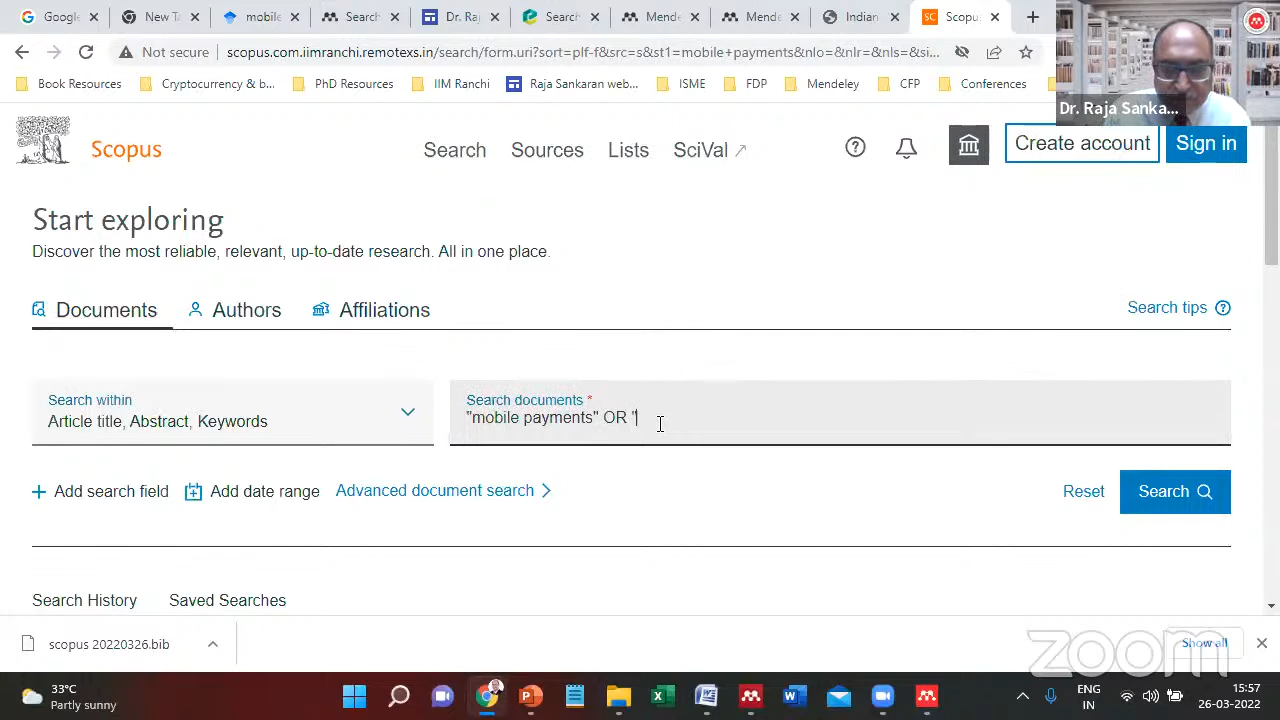 Google
New Ta
mobile
Search
Dr. Raj
Search
Mende
Mende
Indian
SC
Scopus
Not secure
scopus.com.iimranchi.remotexs.in/search/form.uri?sort=plf-f&src=s&st1=mobile+payments&nlo=&nlr=&nls=&si...
Book Resources
Cryptocurrency & b...
PhD Resources
IIM Ranchi
Raja Sankaran web...
ISME
FDP
Mendeley
CFP
Conferences
Dr. Raja Sanka...
Scopus
Search
Sources
Lists
SciVal
Create account
Sign in
Start exploring
Discover the most reliable, relevant, up-to-date research. All in one place.
Documents
Authors
Affiliations
Search tips
Search within
Article title, Abstract, Keywords
Search documents *
"mobile payments" OR "
Add search field
Add date range
Advanced document search
Reset
Search
Search History
Saved Searches
scopus 20220326.bib
Show all
zoom
33°C
Partly sunny
ENG
IN
15:57
26-03-2022